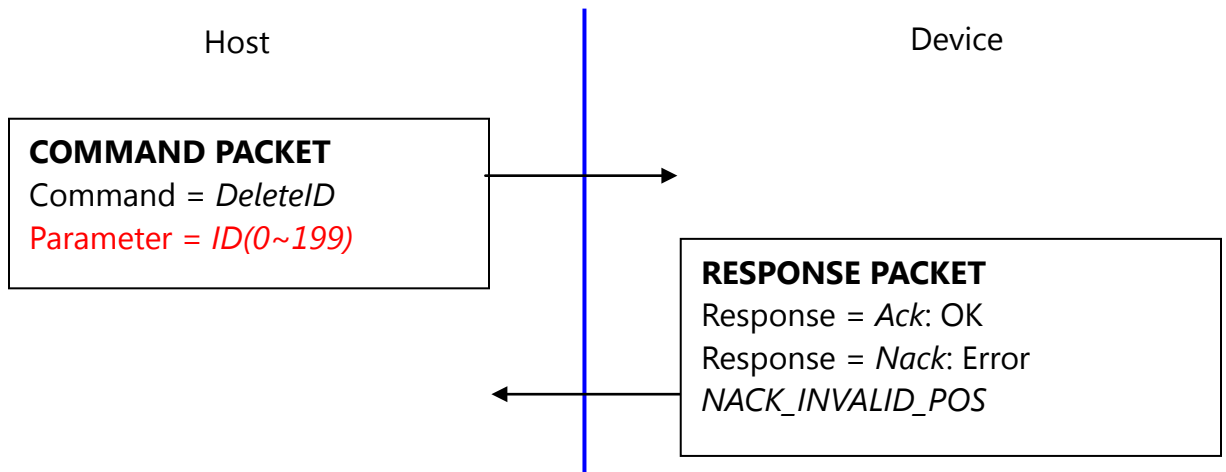 Host
Device
COMMAND PACKET
Command = DeleteID
Parameter = ID(0~199)
RESPONSE PACKET
Response = Ack: OK
Response = Nack: Error
NACK_INVALID_POS